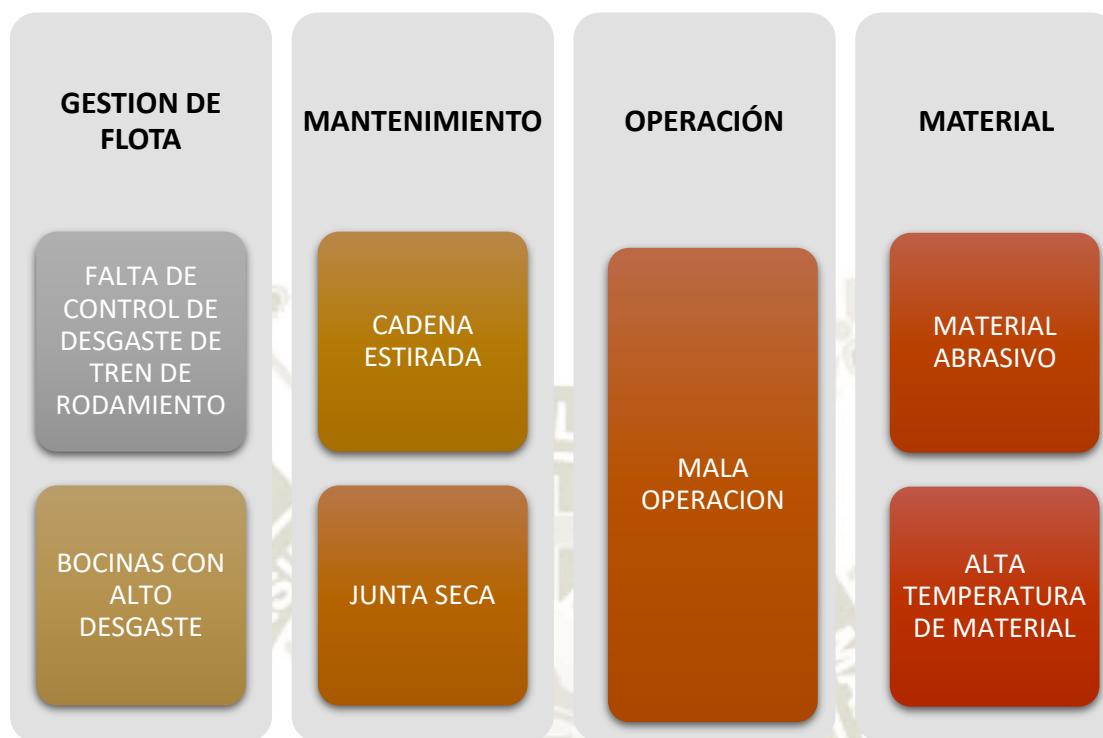 GESTION DE
FLOTA
FALTA DE
CONTROL DE
DESGASTE DE
TREN DE
RODAMIENTO
BOCINAS CON
ALTO
DESGASTE
MANTENIMIENTO
CADENA
ESTIRADA
JUNTA SECA
OPERACIÓN
MALA
OPERACION
MATERIAL
MATERIAL
ABRASIVO
ALTA
TEMPERATURA
DE MATERIAL